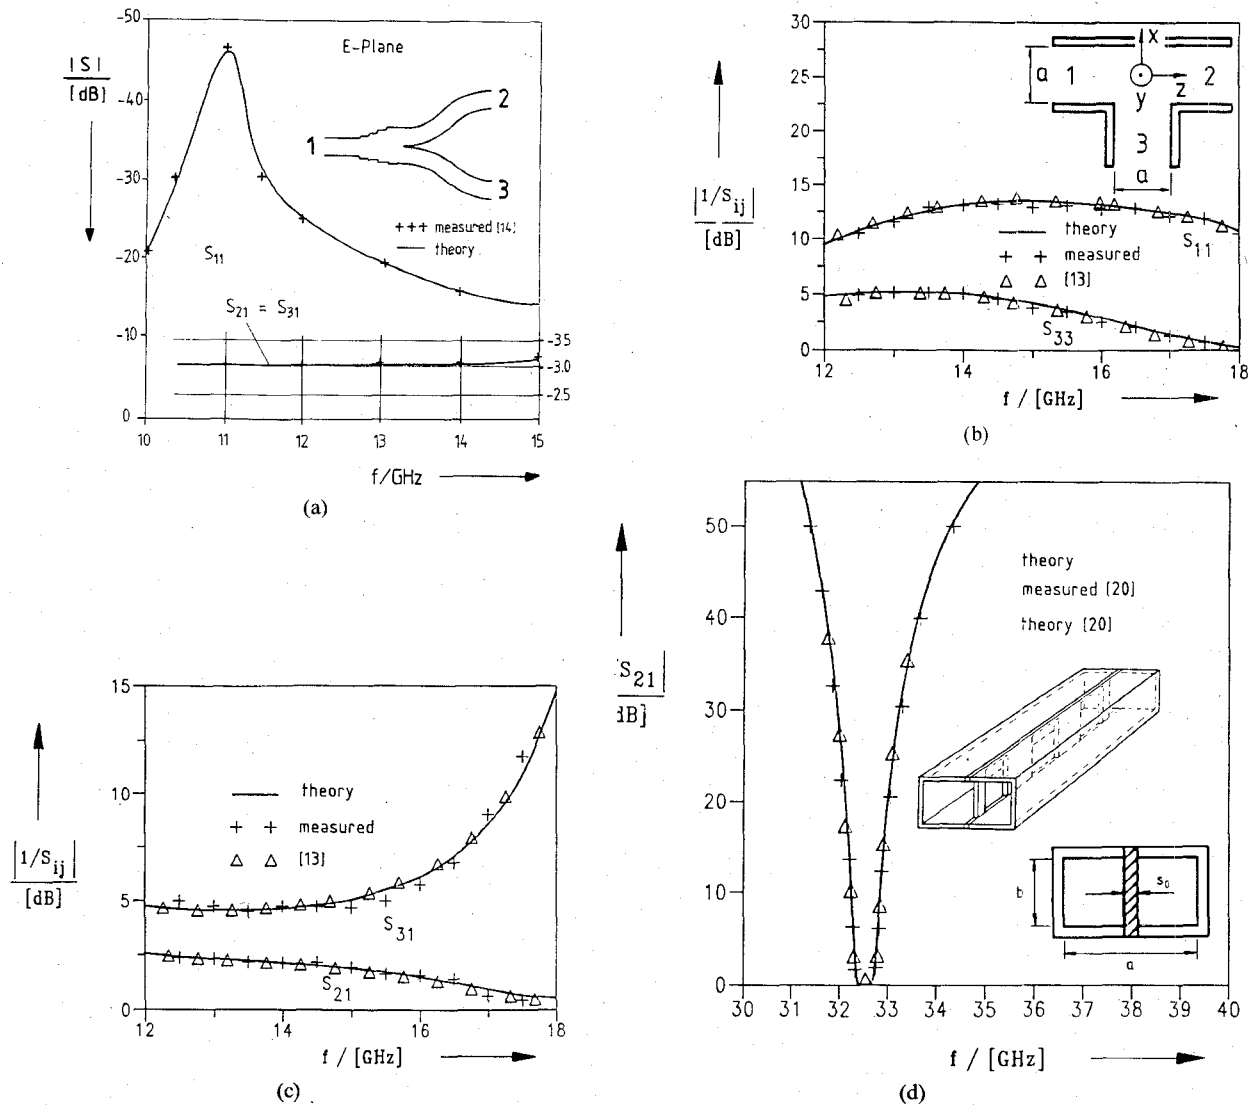 -50
|S|
[dB]
-40
-30
-20
-10
0
E-Plane
1
2
3
+++ measured [14]
— theory
S11
S21 = S31
-3.5
-3.0
-2.5
10 11 12 13 14 15
f/GHz
(a)
30
25
20
15
10
5
0
|1/Sij|
[dB]
x
a 1 2
z
y
3
a
theory
+ + measured
△ △ [13]
S11
S33
12 14 16 18
f / [GHz]
(b)
15
10
5
0
|1/Sij|
[dB]
theory
+ + measured
△ △ [13]
S31
S21
12 14 16 18
f / [GHz]
(c)
50
40
30
20
10
0
S21|
dB]
theory
measured [20]
theory [20]
b
s0
a
30 31 32 33 34 35 36 37 38 39 40
f / [GHz]
(d)